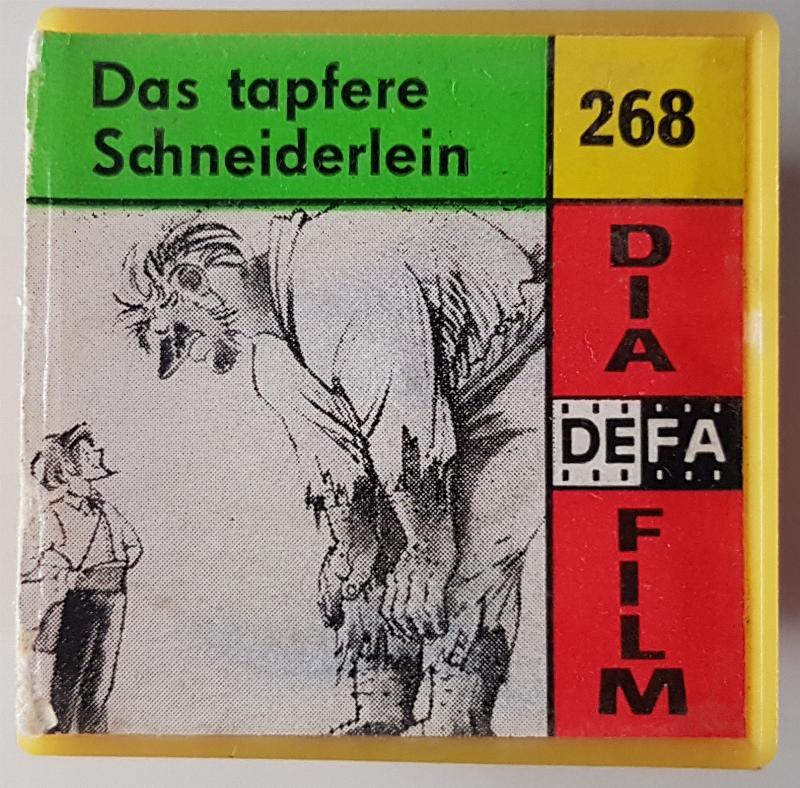 Das tapfere
Schneiderlein
268
DIA
DEFA
FILM